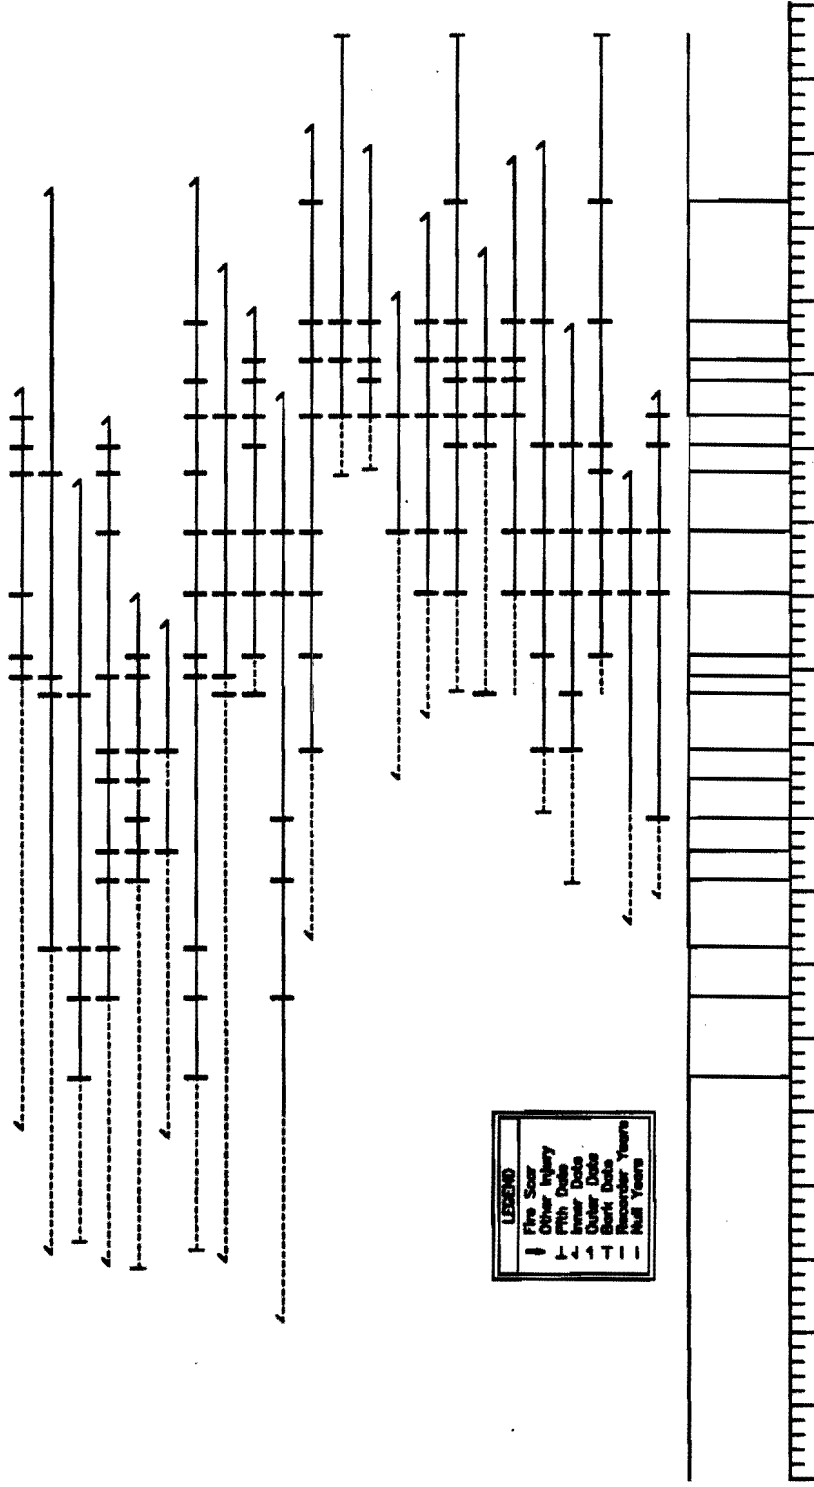 LEGEND
Fire Scar
Other Injury
Pith Date
Inner Date
Outer Date
Bark Date
Recorder Years
Null Years